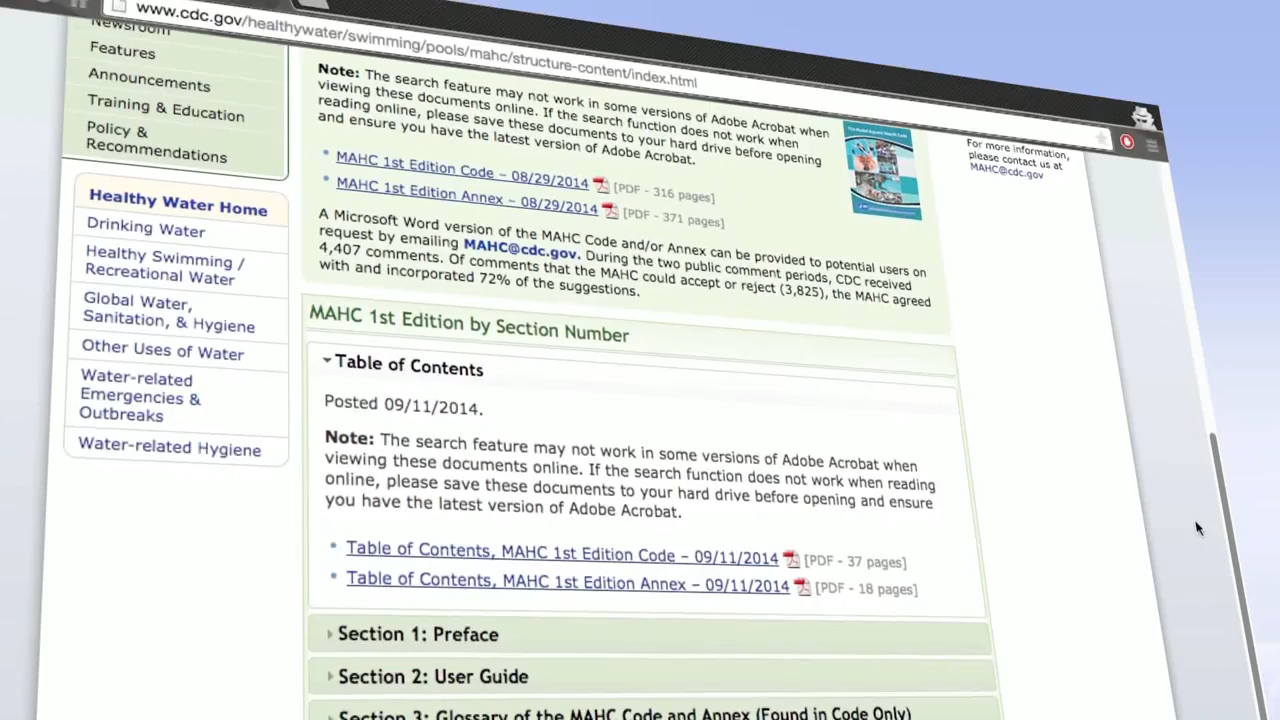 www.cdc.gov/healthywater/swimming/pools/mahc/structure-content/index.html
Newsroom
Features
Announcements
Training & Education
Policy &
Recommendations
Healthy Water Home
Drinking Water
Healthy Swimming /
Recreational Water
Global Water,
Sanitation, & Hygiene
Other Uses of Water
Water-related
Emergencies &
Outbreaks
Water-related Hygiene
Note: The search feature may not work in some versions of Adobe Acrobat when
viewing these documents online. If the search function does not work when
reading online, please save these documents to your hard drive before opening
and ensure you have the latest version of Adobe Acrobat.
MAHC 1st Edition Code – 08/29/2014 [PDF - 316 pages]
MAHC 1st Edition Annex – 08/29/2014 [PDF - 371 pages]
A Microsoft Word version of the MAHC Code and/or Annex can be provided to potential users on
request by emailing MAHC@cdc.gov. During the two public comment periods, CDC received
4,407 comments. Of comments that the MAHC could accept or reject (3,825), the MAHC agreed
with and incorporated 72% of the suggestions.
For more information,
please contact us at
MAHC@cdc.gov
MAHC 1st Edition by Section Number
Table of Contents
Posted 09/11/2014.
Note: The search feature may not work in some versions of Adobe Acrobat when
viewing these documents online. If the search function does not work when reading
online, please save these documents to your hard drive before opening and ensure
you have the latest version of Adobe Acrobat.
Table of Contents, MAHC 1st Edition Code – 09/11/2014 [PDF - 37 pages]
Table of Contents, MAHC 1st Edition Annex – 09/11/2014 [PDF - 18 pages]
Section 1: Preface
Section 2: User Guide
Section 3: Glossary of the MAHC Code and Annex (Found in Code Only)